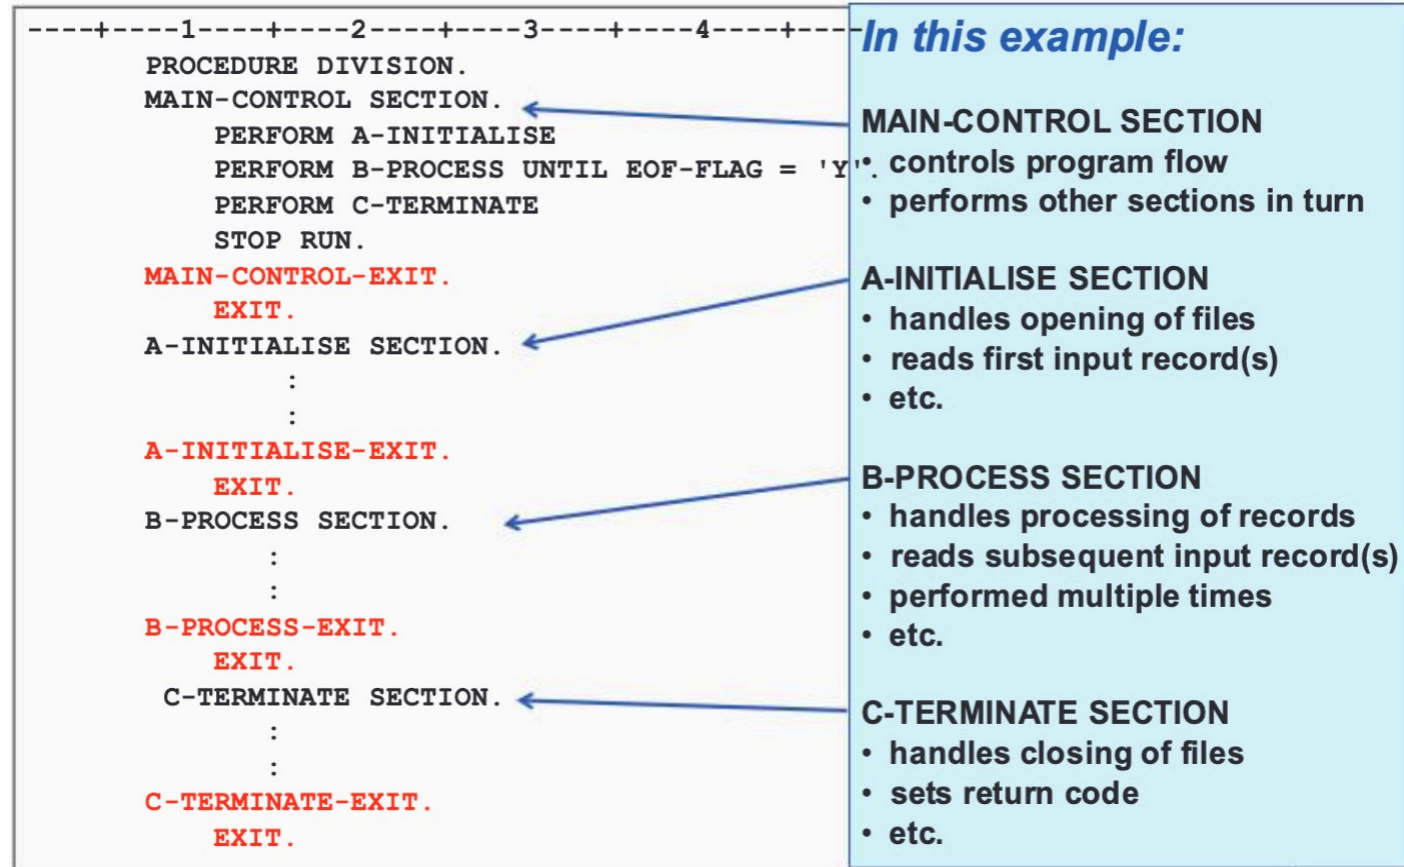 ----+----1----+----2----+----3----+----4----+----
PROCEDURE DIVISION.
MAIN-CONTROL SECTION.
PERFORM A-INITIALISE
PERFORM B-PROCESS UNTIL EOF-FLAG = 'Y'.
PERFORM C-TERMINATE
STOP RUN.
MAIN-CONTROL-EXIT.
EXIT.
A-INITIALISE SECTION.
:
:
A-INITIALISE-EXIT.
EXIT.
B-PROCESS SECTION.
:
:
B-PROCESS-EXIT.
EXIT.
C-TERMINATE SECTION.
:
:
C-TERMINATE-EXIT.
EXIT.
In this example:
MAIN-CONTROL SECTION
• controls program flow
• performs other sections in turn
A-INITIALISE SECTION
• handles opening of files
• reads first input record(s)
• etc.
B-PROCESS SECTION
• handles processing of records
• reads subsequent input record(s)
• performed multiple times
• etc.
C-TERMINATE SECTION
• handles closing of files
• sets return code
• etc.